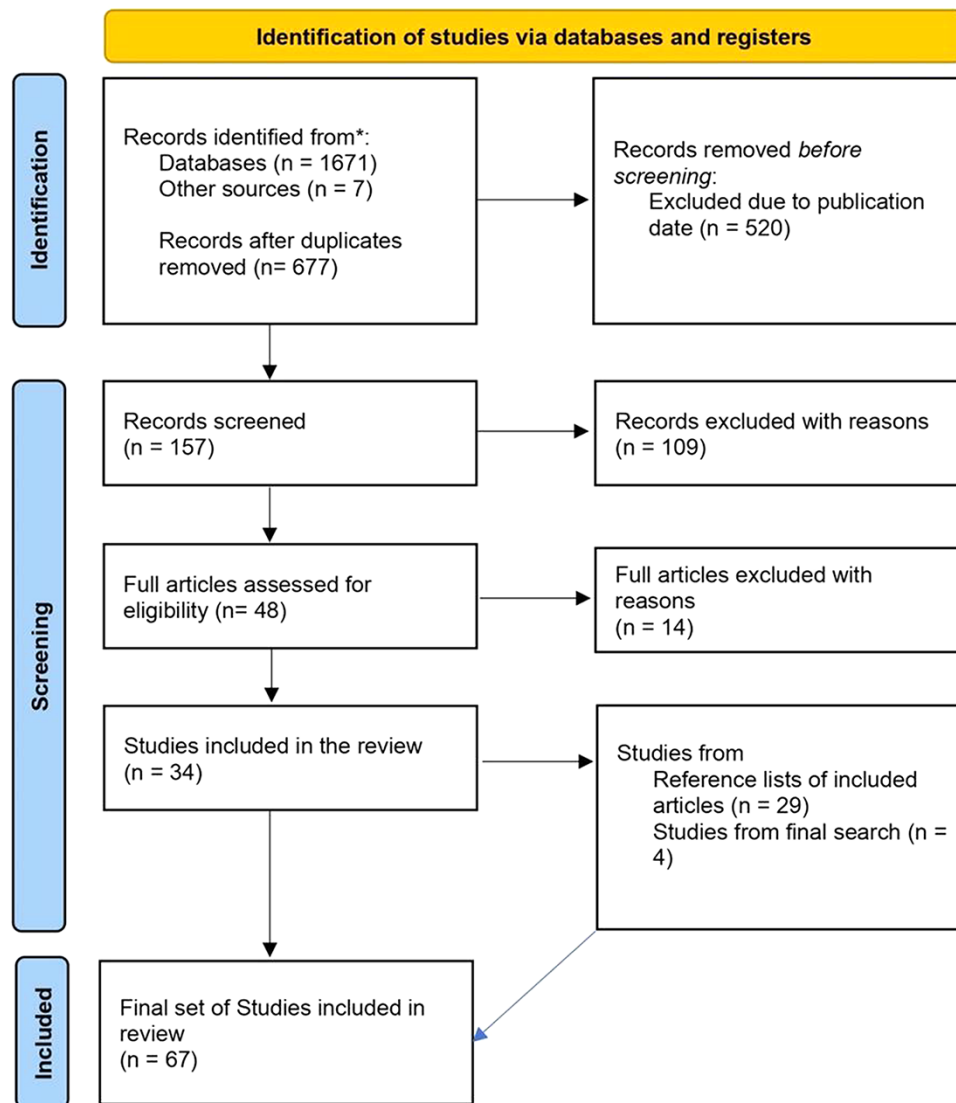 Identification of studies via databases and registers
Identification
Records identified from*:
Databases (n = 1671)
Other sources (n = 7)
Records after duplicates
removed (n= 677)
Records removed before
screening:
Excluded due to publication
date (n = 520)
Screening
Records screened
(n = 157)
Records excluded with reasons
(n = 109)
Full articles assessed for
eligibility (n= 48)
Full articles excluded with
reasons
(n = 14)
Studies included in the review
(n = 34)
Studies from
Reference lists of included
articles (n = 29)
Studies from final search (n =
4)
Included
Final set of Studies included in
review
(n = 67)